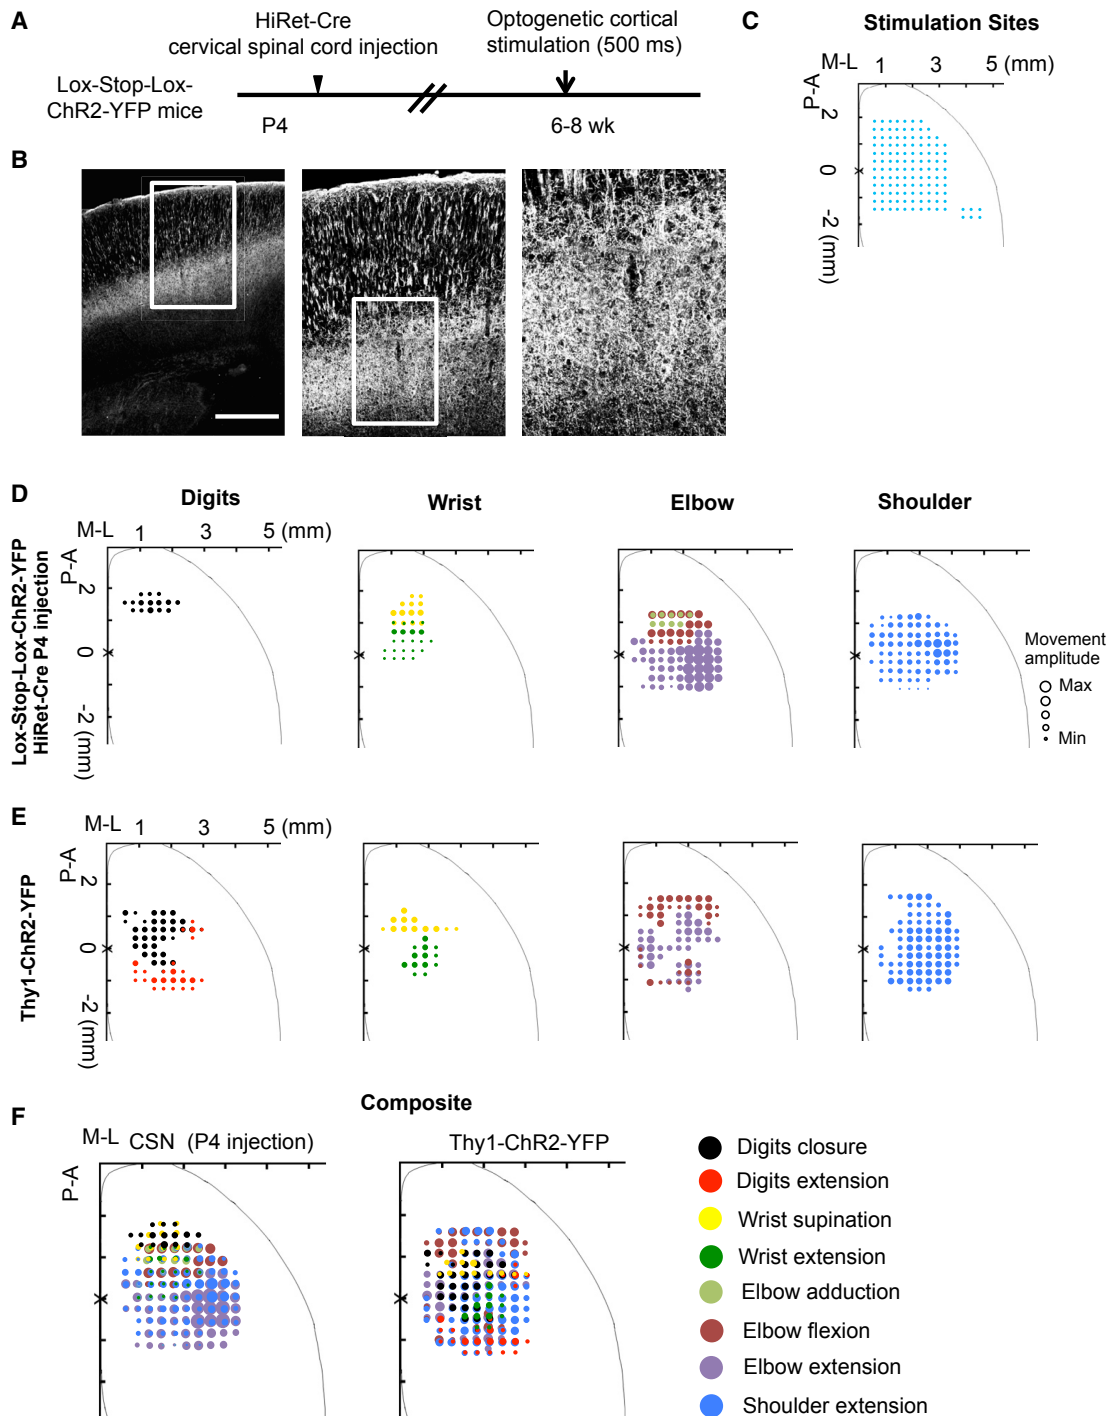 A
HiRet-Cre
cervical spinal cord injection
Optogenetic cortical
stimulation (500 ms)
Lox-Stop-Lox-
ChR2-YFP mice
P4
6-8 wk
B
C
Stimulation Sites
M-L 1 3 5 (mm)
P-A
2
0
-2 (mm)
X
D
Digits
Wrist
Elbow
Shoulder
M-L 1 3 5 (mm)
P-A
2
0
-2 (mm)
X
X
X
X
Lox-Stop-Lox-ChR2-YFP
HiRet-Cre P4 injection
Movement
amplitude
Max
Min
E
M-L 1 3 5 (mm)
P-A
2
0
-2 (mm)
X
X
X
X
Thy1-ChR2-YFP
F
Composite
M-L CSN (P4 injection)
Thy1-ChR2-YFP
P-A
X
X
Digits closure
Digits extension
Wrist supination
Wrist extension
Elbow adduction
Elbow flexion
Elbow extension
Shoulder extension